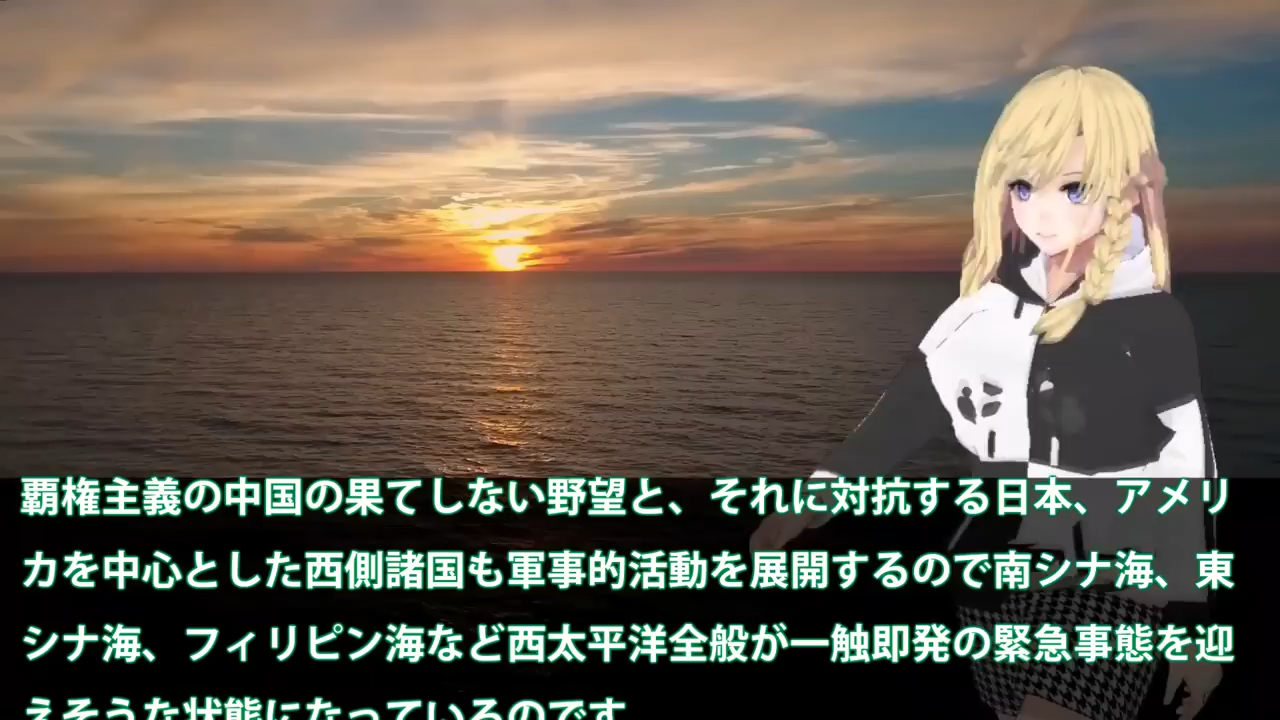 覇権主義の中国の果てしない野望と、それに対抗する日本、アメリ
カを中心とした西側諸国も軍事的活動を展開するので南シナ海、東
シナ海、フィリピン海など西太平洋全般が一触即発の緊急事態を迎
えそうな状態になっているのです